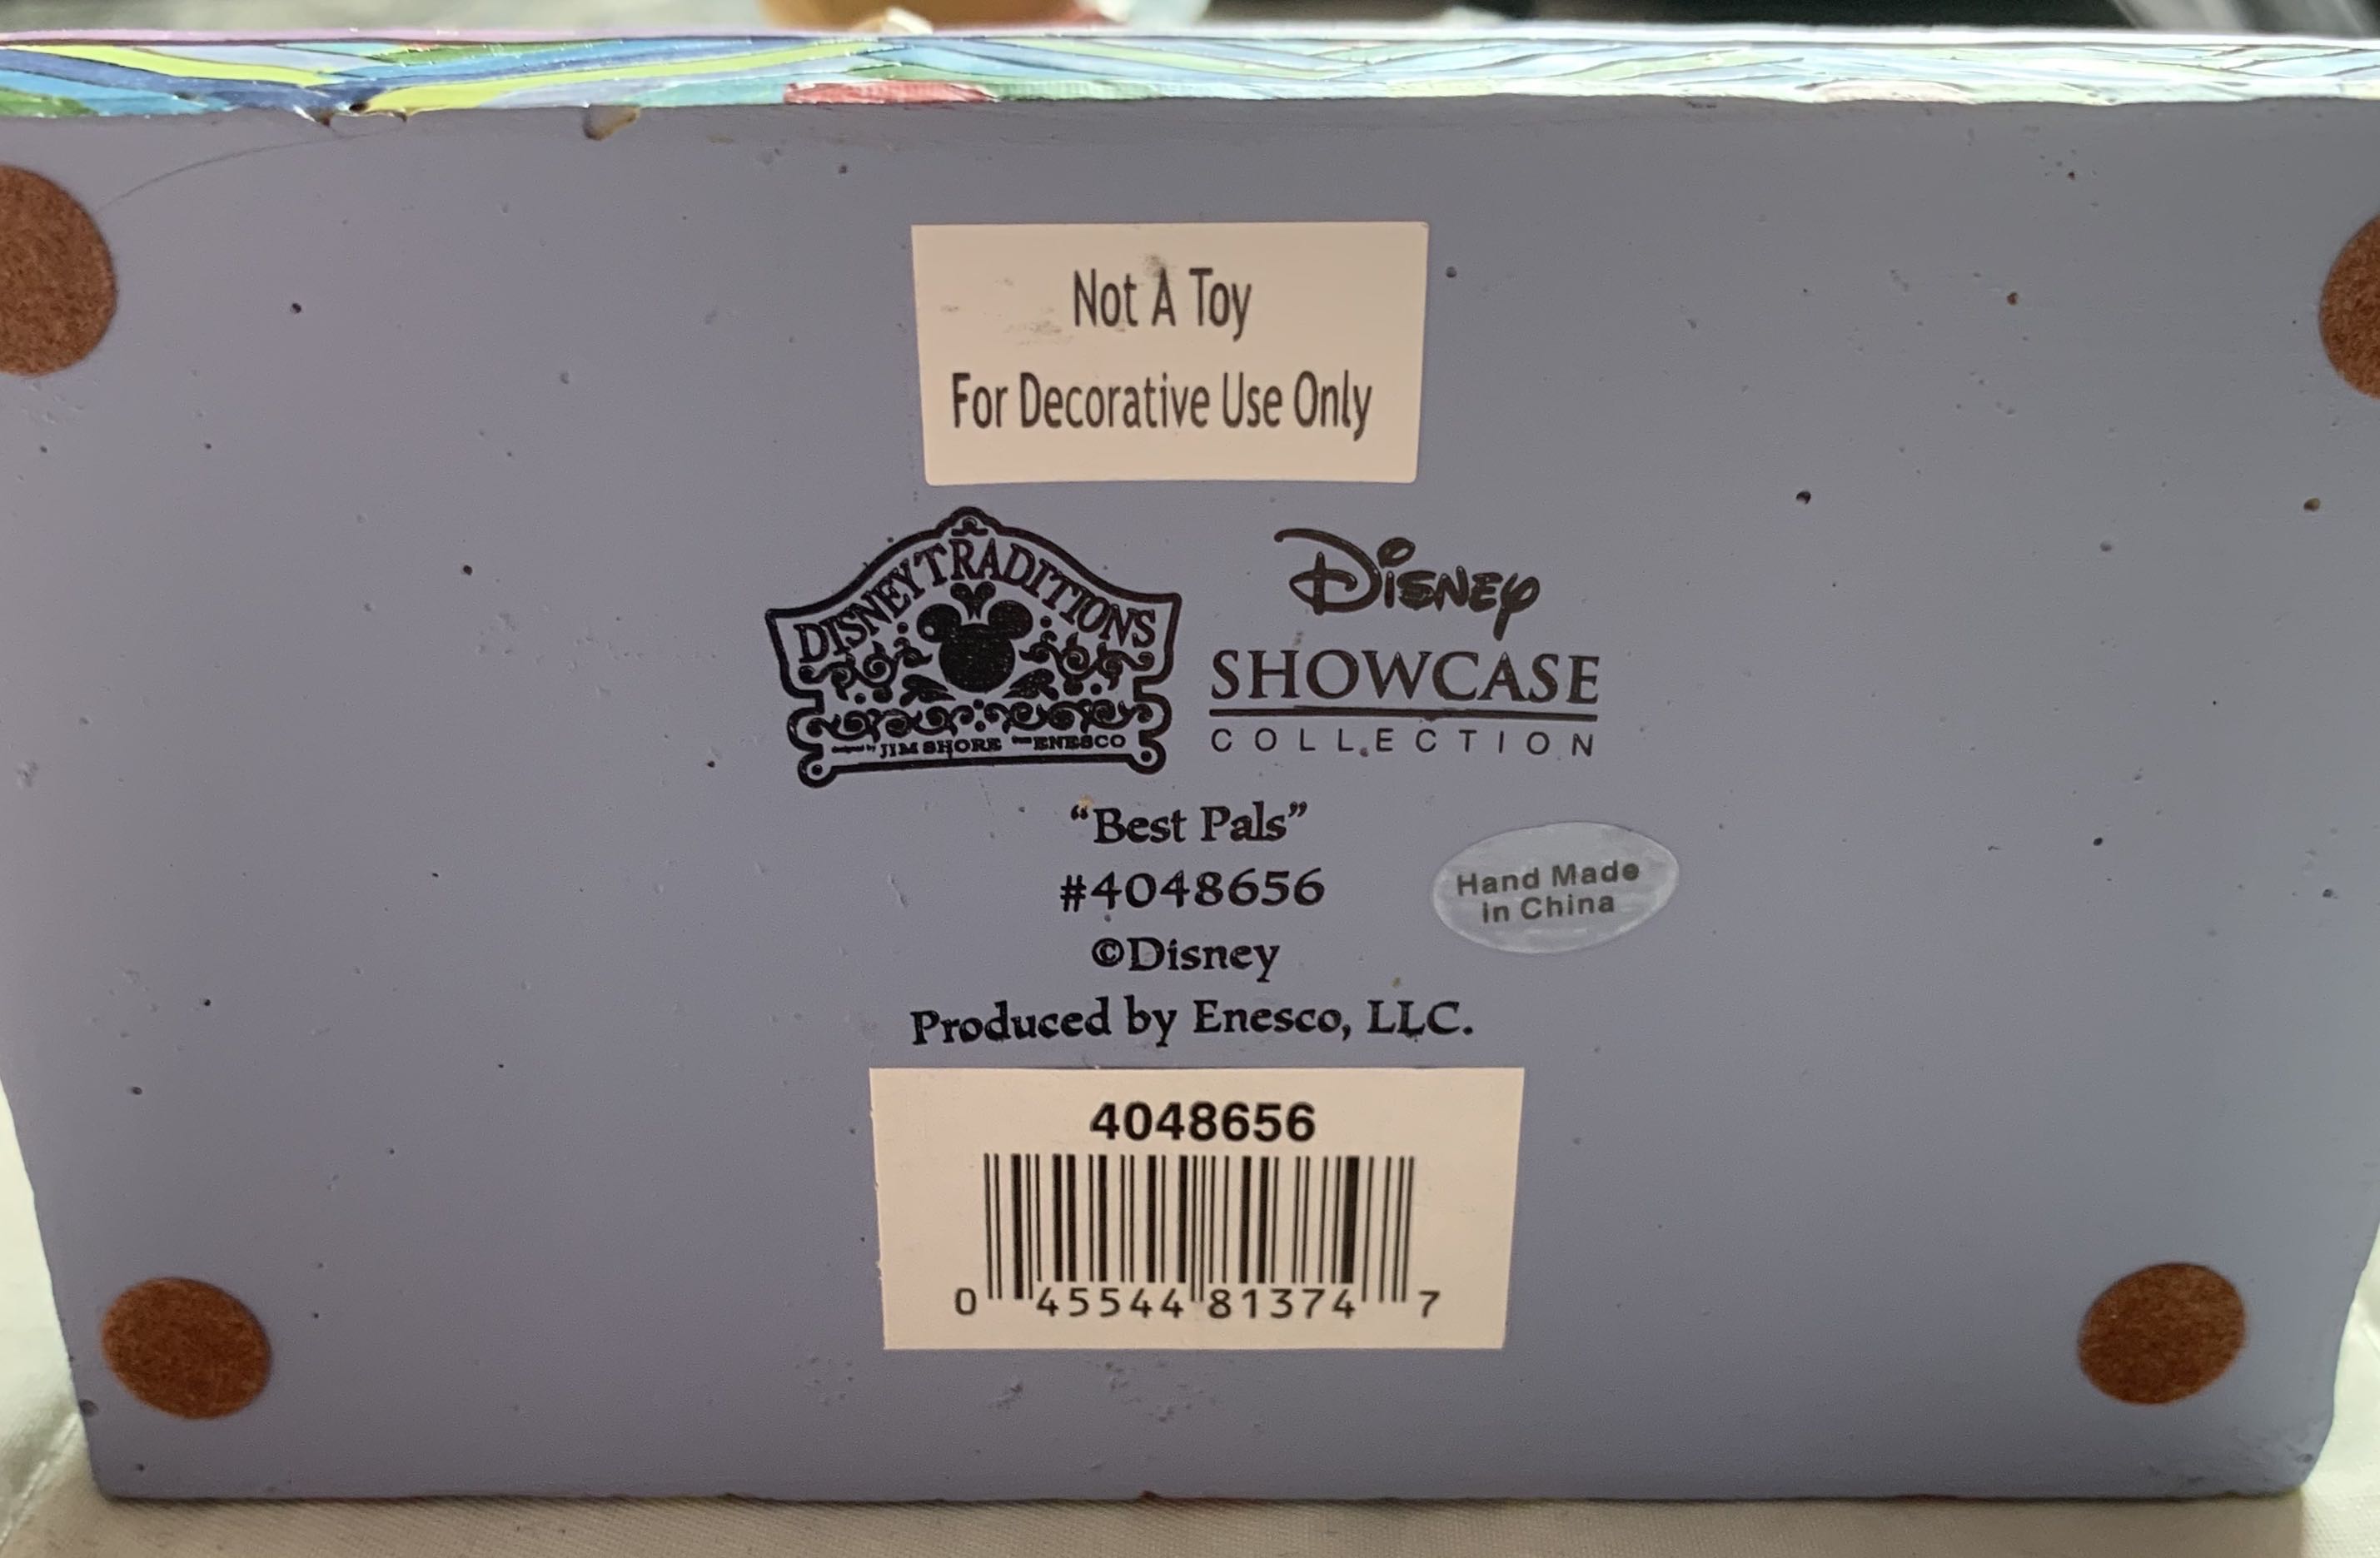 Not A Toy
For Decorative Use Only
DISNEY TRADITIONS
JIM SHORE ENESCO
Disney
SHOWCASE
COLLECTION
“Best Pals”
#4048656
©Disney
Produced by Enesco, LLC.
Hand Made
in China
4048656
0 45544 81374 7